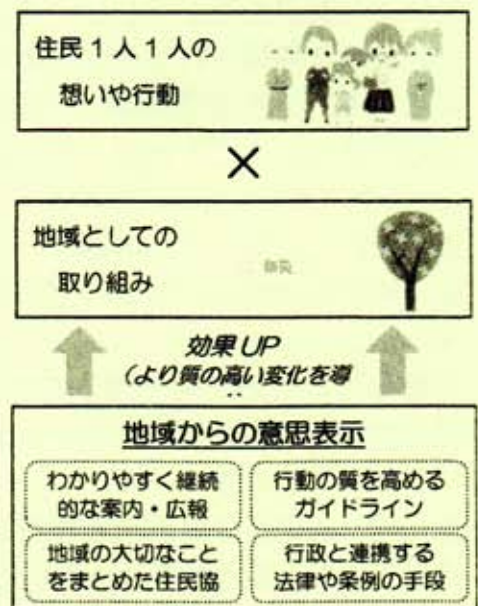 住民1人1人の
想いや行動
×
地域としての
取り組み
防災
効果UP
(より質の高い変化を導
地域からの意思表示
わかりやすく継続
的な案内・広報
行動の質を高める
ガイドライン
地域の大切なこと
をまとめた住民協
行政と連携する
法律や条例の手段